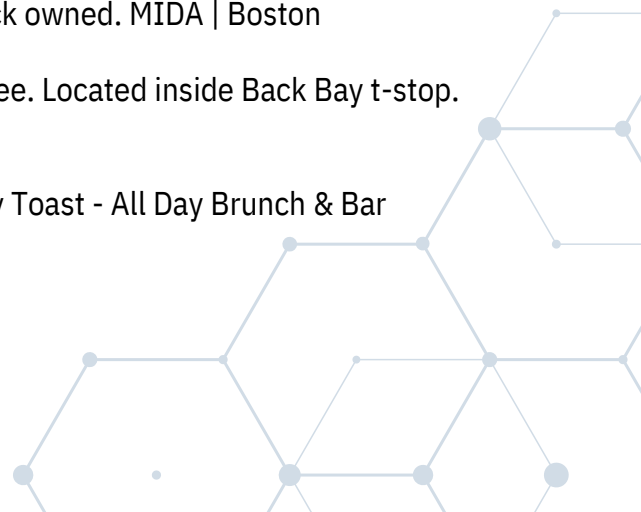 ck owned. MIDA | Boston
ee. Located inside Back Bay t-stop.
y Toast - All Day Brunch & Bar